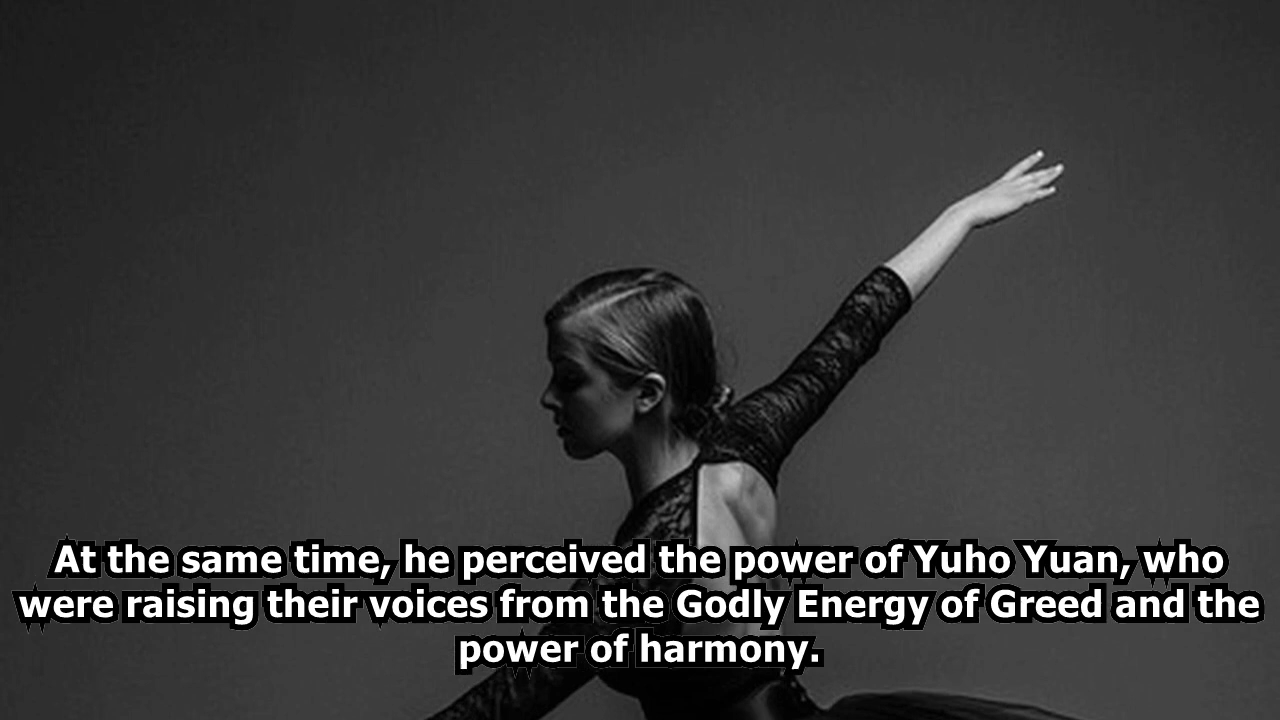 At the same time, he perceived the power of Yuho Yuan, who
were raising their voices from the Godly Energy of Greed and the
power of harmony.